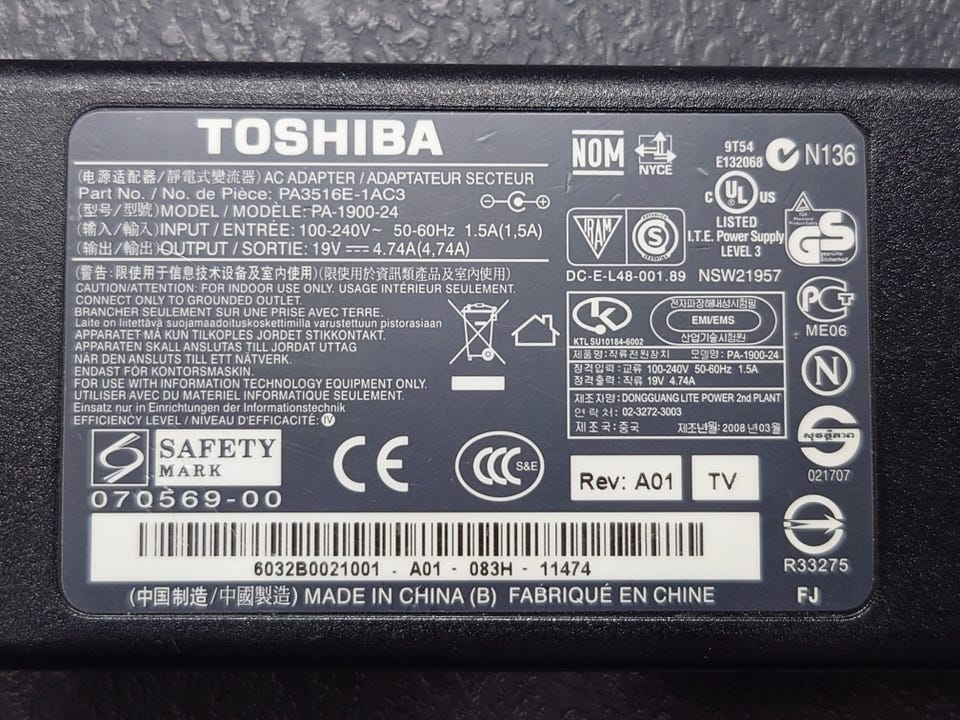 TOSHIBA
(电源适配器/靜電式變流器) AC ADAPTER / ADAPTATEUR SECTEUR
Part No. / No. de Pièce: PA3516E-1AC3
(型号/型號) MODEL / MODÈLE: PA-1900-24
(输入/輸入) INPUT / ENTRÉE: 100-240V~ 50-60Hz 1.5A(1,5A)
(输出/輸出) OUTPUT / SORTIE: 19V ⎓ 4.74A(4,74A)
(警告: 限使用于信息技术设备及室内使用) (限使用於資訊類產品及室內使用)
CAUTION/ATTENTION: FOR INDOOR USE ONLY. USAGE INTÉRIEUR SEULEMENT.
CONNECT ONLY TO GROUNDED OUTLET.
BRANCHER SEULEMENT SUR UNE PRISE AVEC TERRE.
Laite on liitettävä suojamaadoituskoskettimilla varustettuun pistorasiaan
APPARATET MÅ KUN TILKOPLES JORDET STIKKONTAKT.
APPARATEN SKALL ANSLUTAS TILL JORDAT UTTAG
NÄR DEN ANSLUTS TILL ETT NÄTVERK.
ENDAST FÖR KONTORSMASKIN.
FOR USE WITH INFORMATION TECHNOLOGY EQUIPMENT ONLY.
UTILISER AVEC DU MATERIEL INFORMATIQUE SEULEMENT.
Einsatz nur in Einrichtungen der Informationstechnik
EFFICIENCY LEVEL / NIVEAU D'EFFICACITÉ: IV
NOM
NYCE
9T54
E132068
N136
C UL US
LISTED
I.T.E. Power Supply
LEVEL 3
GS
geprüfte
Sicherheit
TRAM
S
DC-E-L48-001.89
NSW21957
PCT
ME06
KTL SU10184-6002
전자파장해내성시험필
EMI/EMS
산업기술시험원
제품명: 직류전원장치 모델명: PA-1900-24
정격입력: 교류 100-240V 50-60Hz 1.5A
정격출력: 직류 19V 4.74A
제조자명: DONGGUANG LITE POWER 2nd PLANT
연 락 처: 02-3272-3003
제 조 국: 중국 제조년월: 2008년03월
N
021707
R33275
FJ
SAFETY
MARK
070569-00
CE
CCC S&E
Rev: A01
TV
6032B0021001 - A01 - 083H - 11474
(中国制造/中國製造) MADE IN CHINA (B) FABRIQUÉ EN CHINE